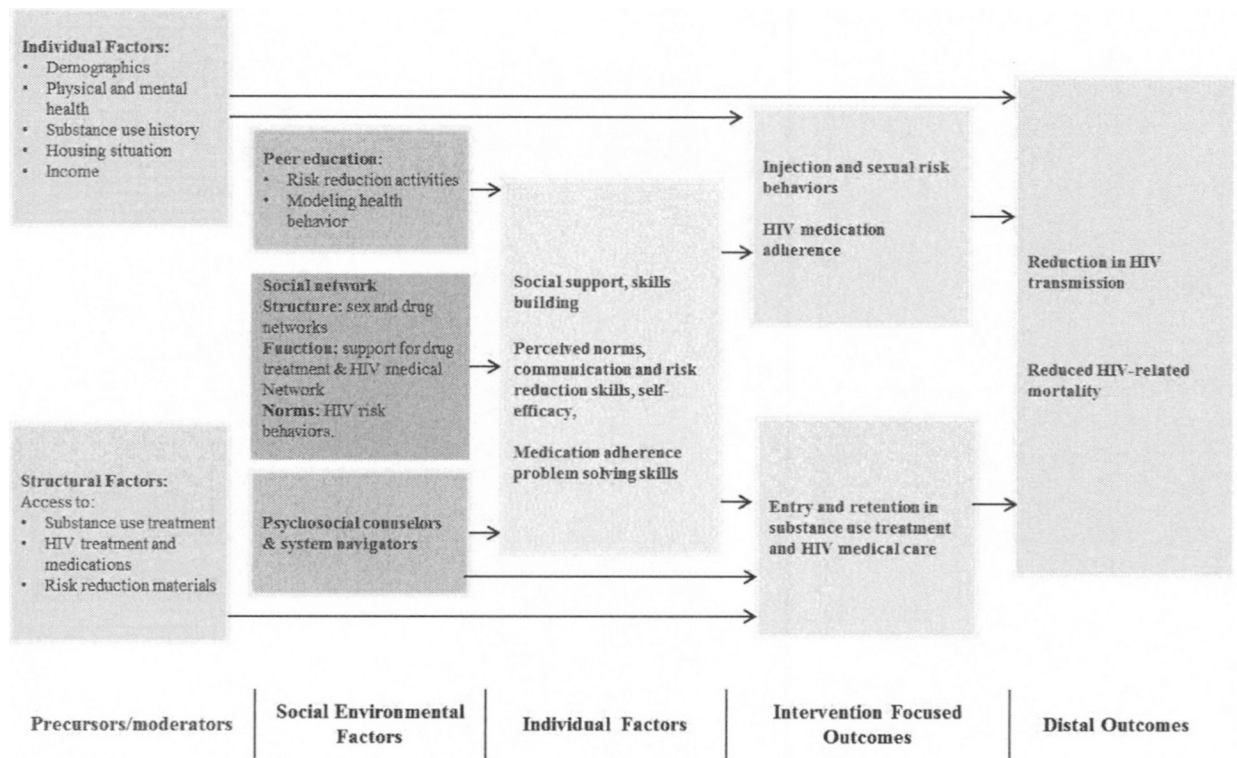 Individual Factors:
• Demographics
• Physical and mental
health
• Substance use history
• Housing situation
• Income
Structural Factors:
Access to:
• Substance use treatment
• HIV treatment and
medications
• Risk reduction materials
Peer education:
• Risk reduction activities
• Modeling health
behavior
Social network
Structure: sex and drug
networks
Function: support for drug
treatment & HIV medical
Network
Norms: HIV risk
behaviors.
Psychosocial counselors
& system navigators
Social support, skills
building
Perceived norms,
communication and risk
reduction skills, self-
efficacy,
Medication adherence
problem solving skills
Injection and sexual risk
behaviors
HIV medication
adherence
Entry and retention in
substance use treatment
and HIV medical care
Reduction in HIV
transmission
Reduced HIV-related
mortality
Precursors/moderators
Social Environmental
Factors
Individual Factors
Intervention Focused
Outcomes
Distal Outcomes